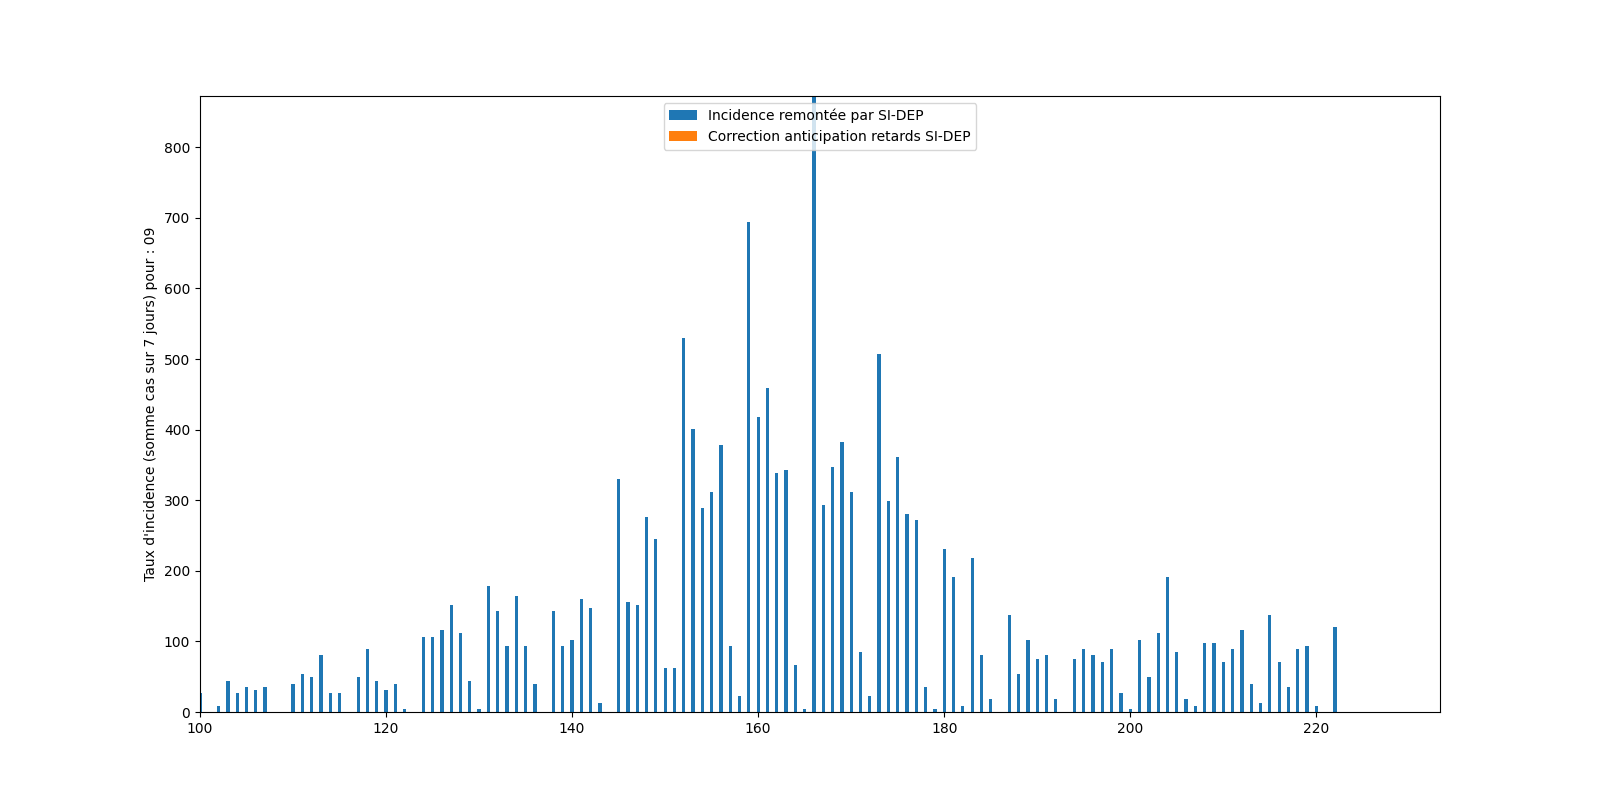 Incidence remontée par SI-DEP
Correction anticipation retards SI-DEP
Taux d'incidence (somme cas sur 7 jours) pour : 09
800
700
600
500
400
300
200
100
0
100 120 140 160 180 200 220